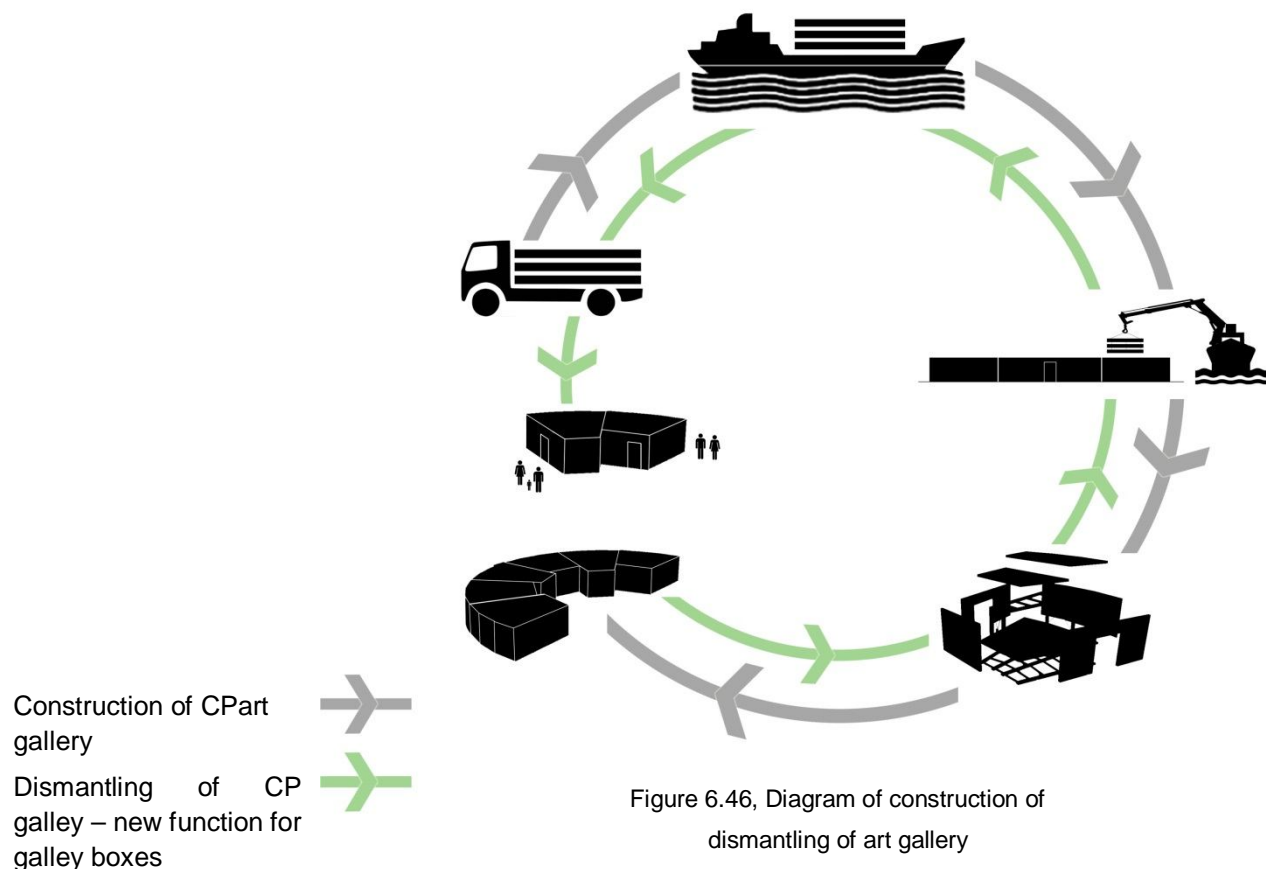 Construction of CPart
gallery
Dismantling of CP
galley – new function for
galley boxes
Figure 6.46, Diagram of construction of
dismantling of art gallery